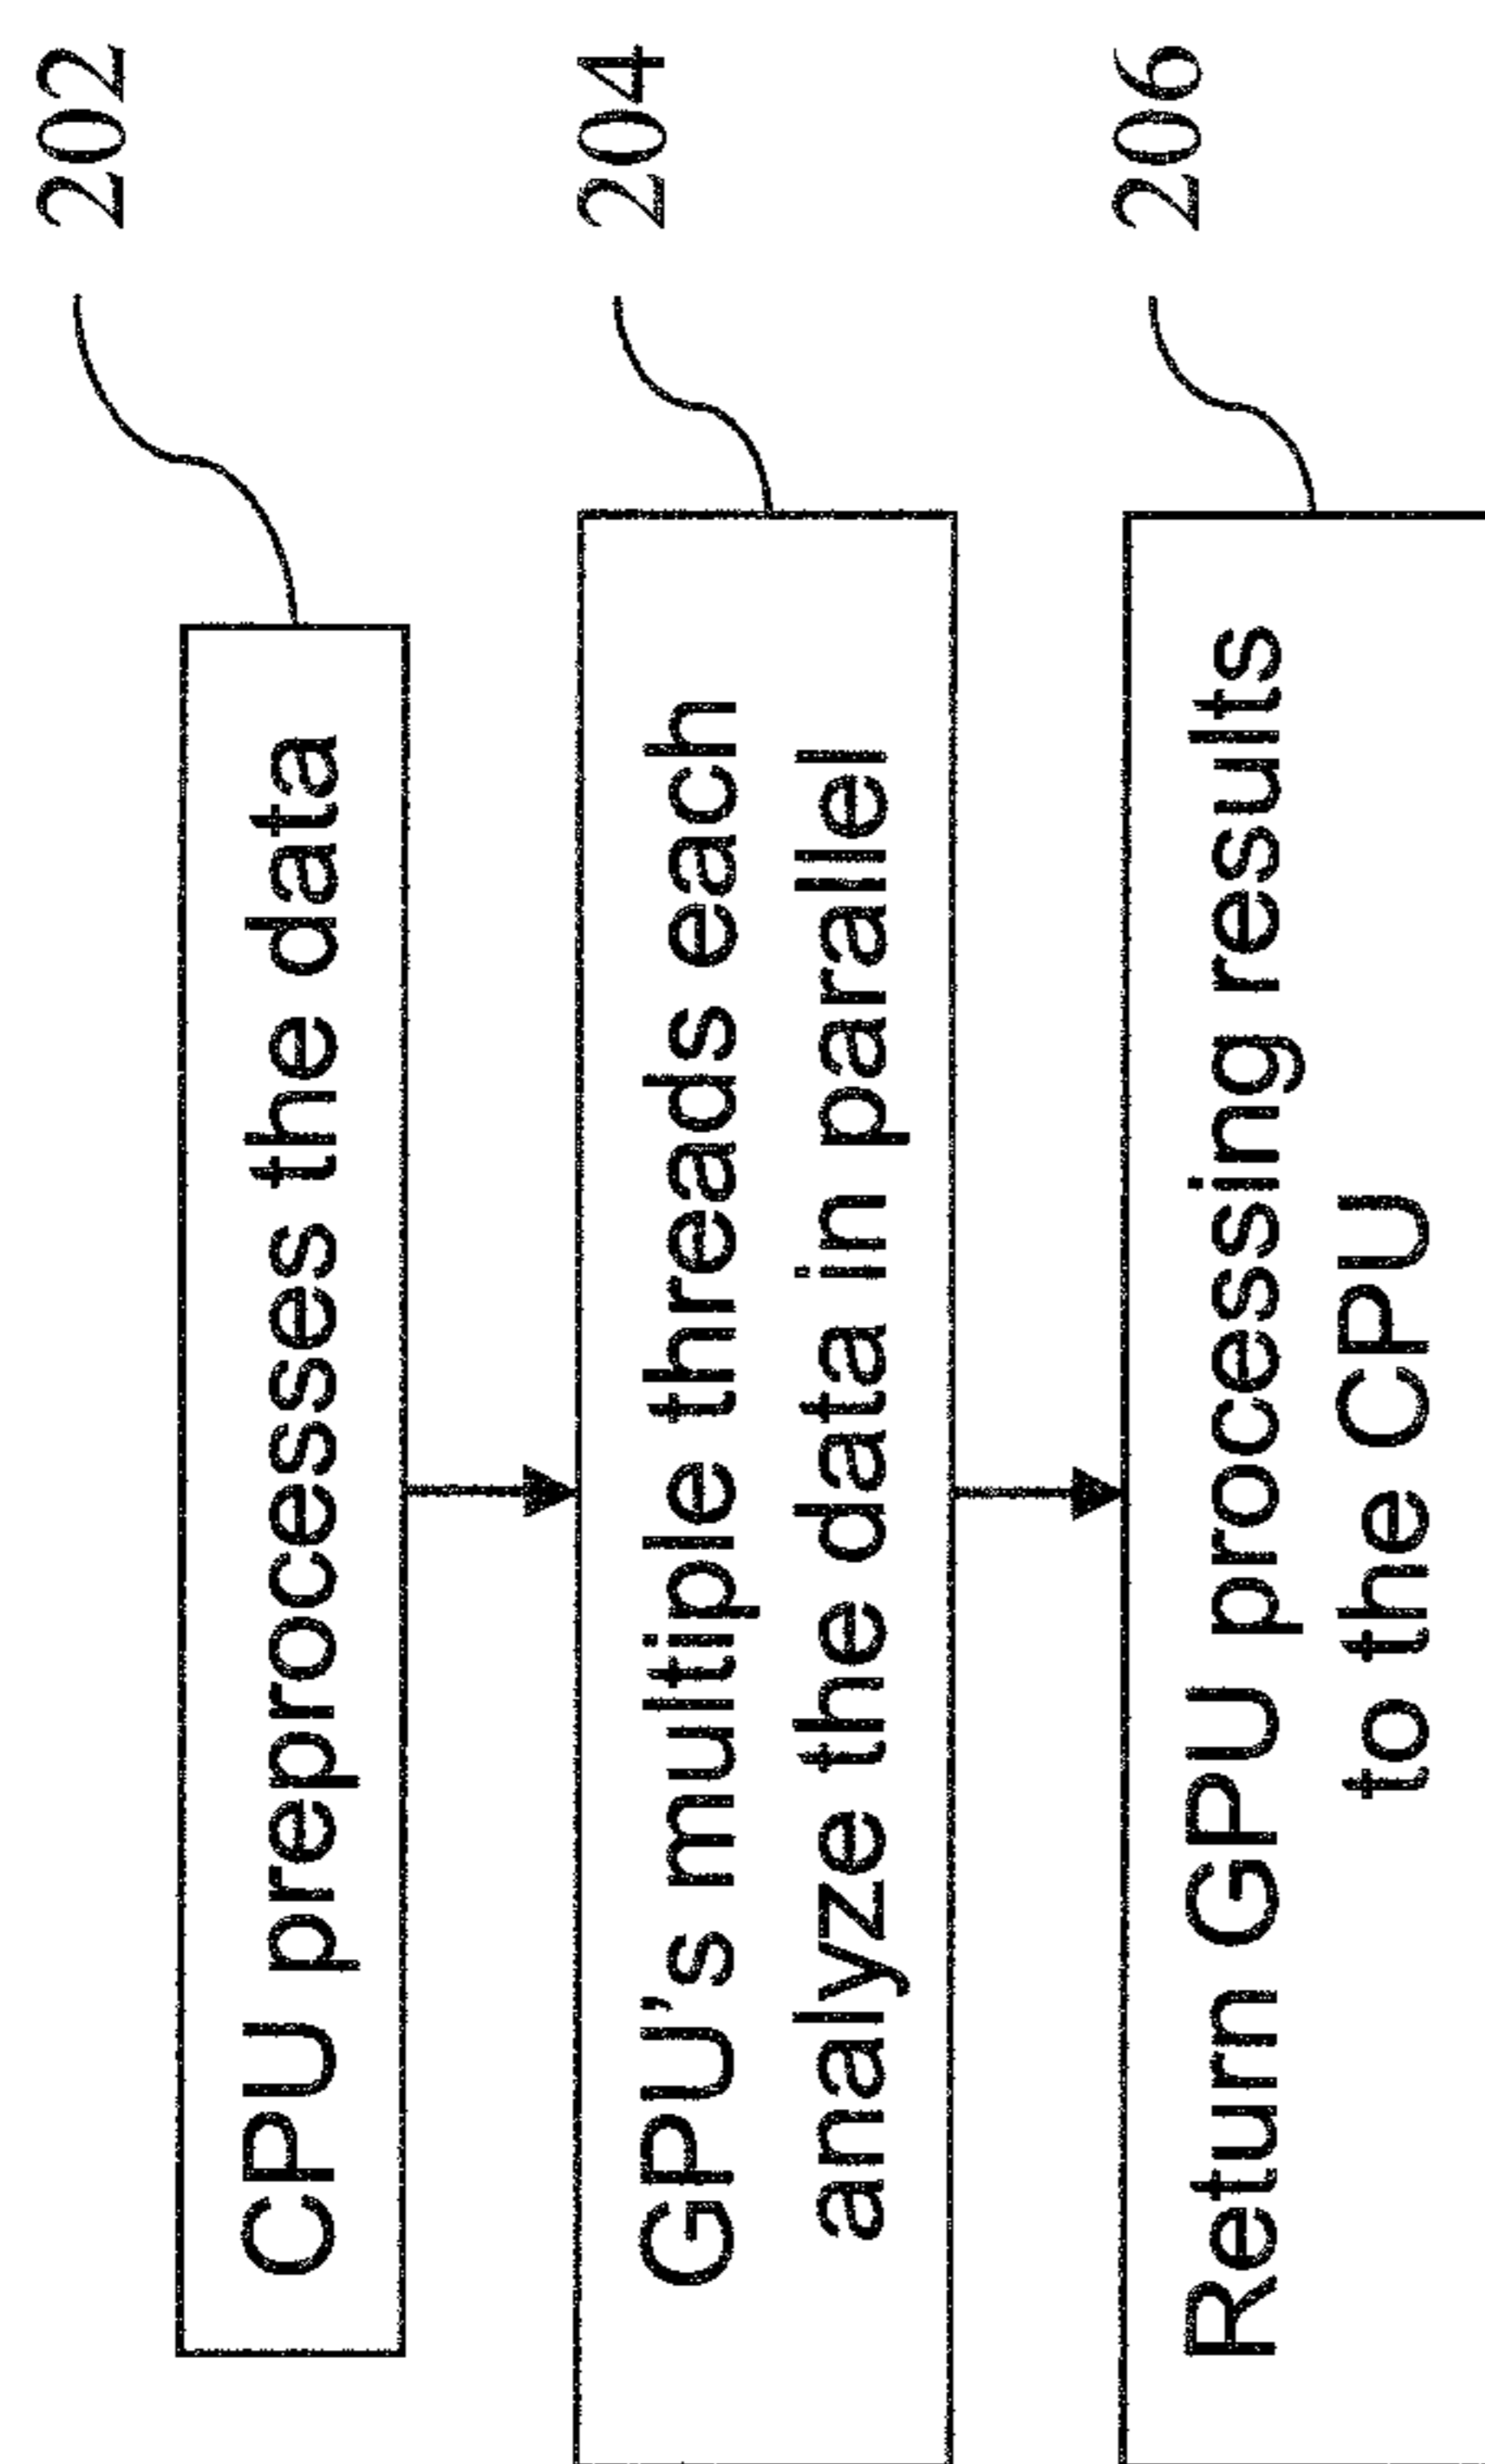 202
CPU preprocesses the data
204
GPU's multiple threads each
analyze the data in parallel
206
Return GPU processing results
to the CPU